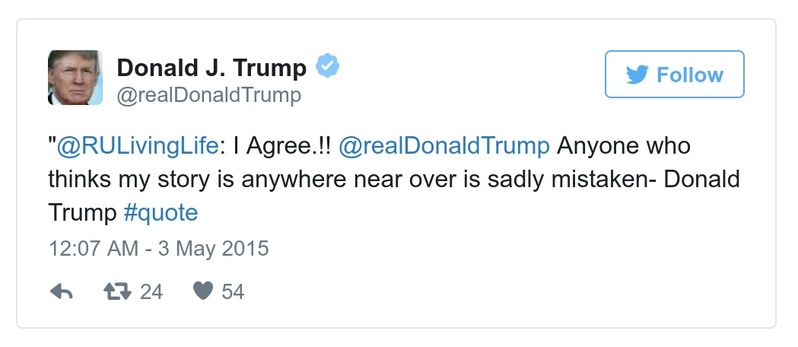 Donald J. Trump
@realDonaldTrump
Follow
"@RULivingLife: I Agree.!! @realDonaldTrump Anyone who
thinks my story is anywhere near over is sadly mistaken- Donald
Trump #quote
12:07 AM - 3 May 2015
24 54